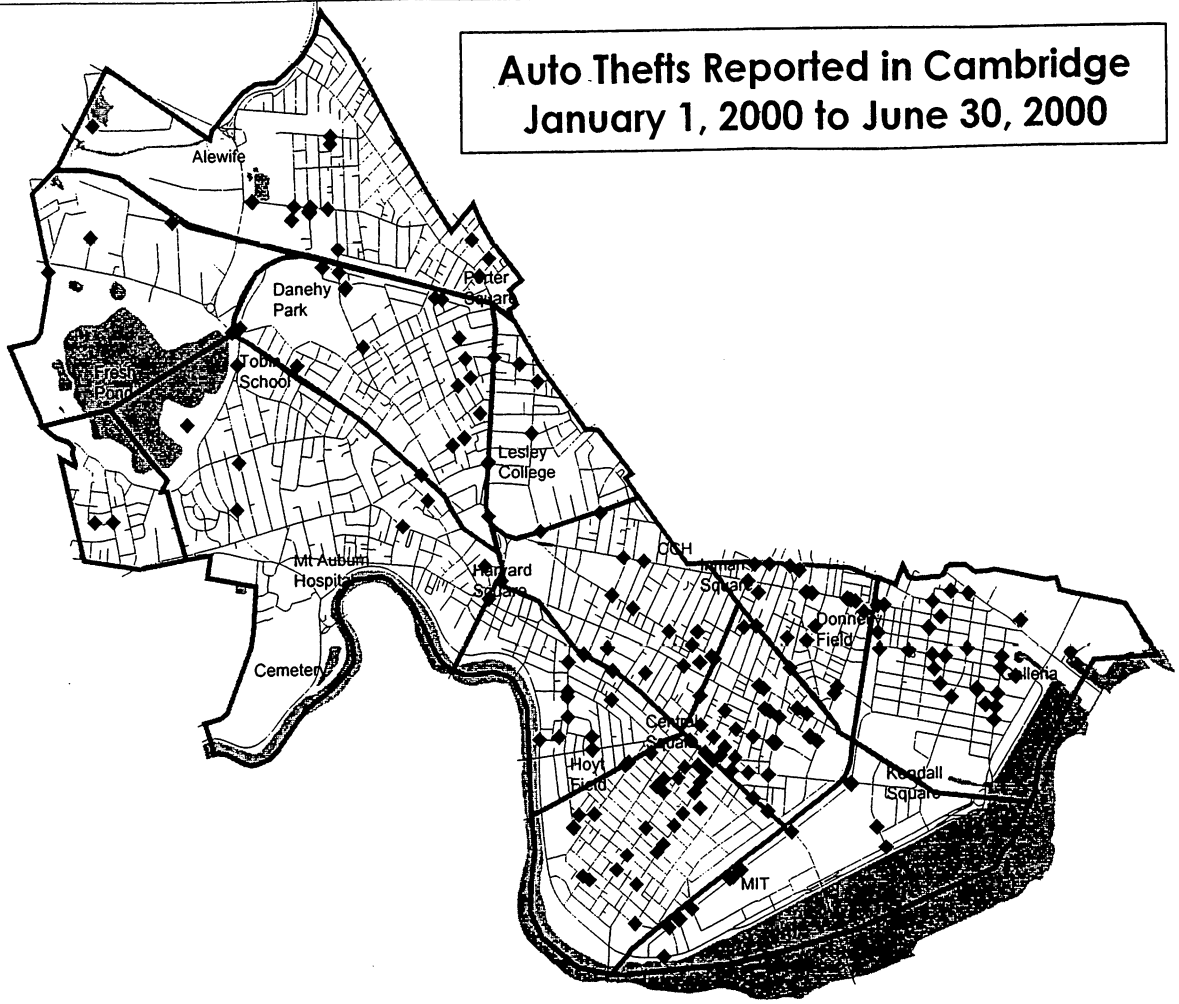 Auto Thefts Reported in Cambridge
January 1, 2000 to June 30, 2000
Alewife
Porter
Square
Danehy
Park
Tobin
School
Fresh
Pond
Lesley
College
CCH
Inman
Square
Mt Auburn
Hospital
Harvard
Square
Donnelly
Field
Cemetery
Galleria
Central
Square
Hoyt
Field
Kendall
Square
MIT